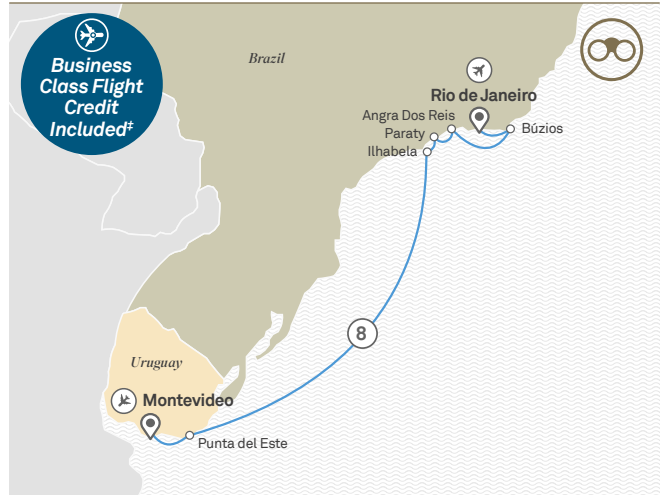 Business
Class Flight
Credit
Included‡
Brazil
Rio de Janeiro
Angra Dos Reis
Paraty
Ilhabela
Búzios
8
Uruguay
Montevideo
Punta del Este